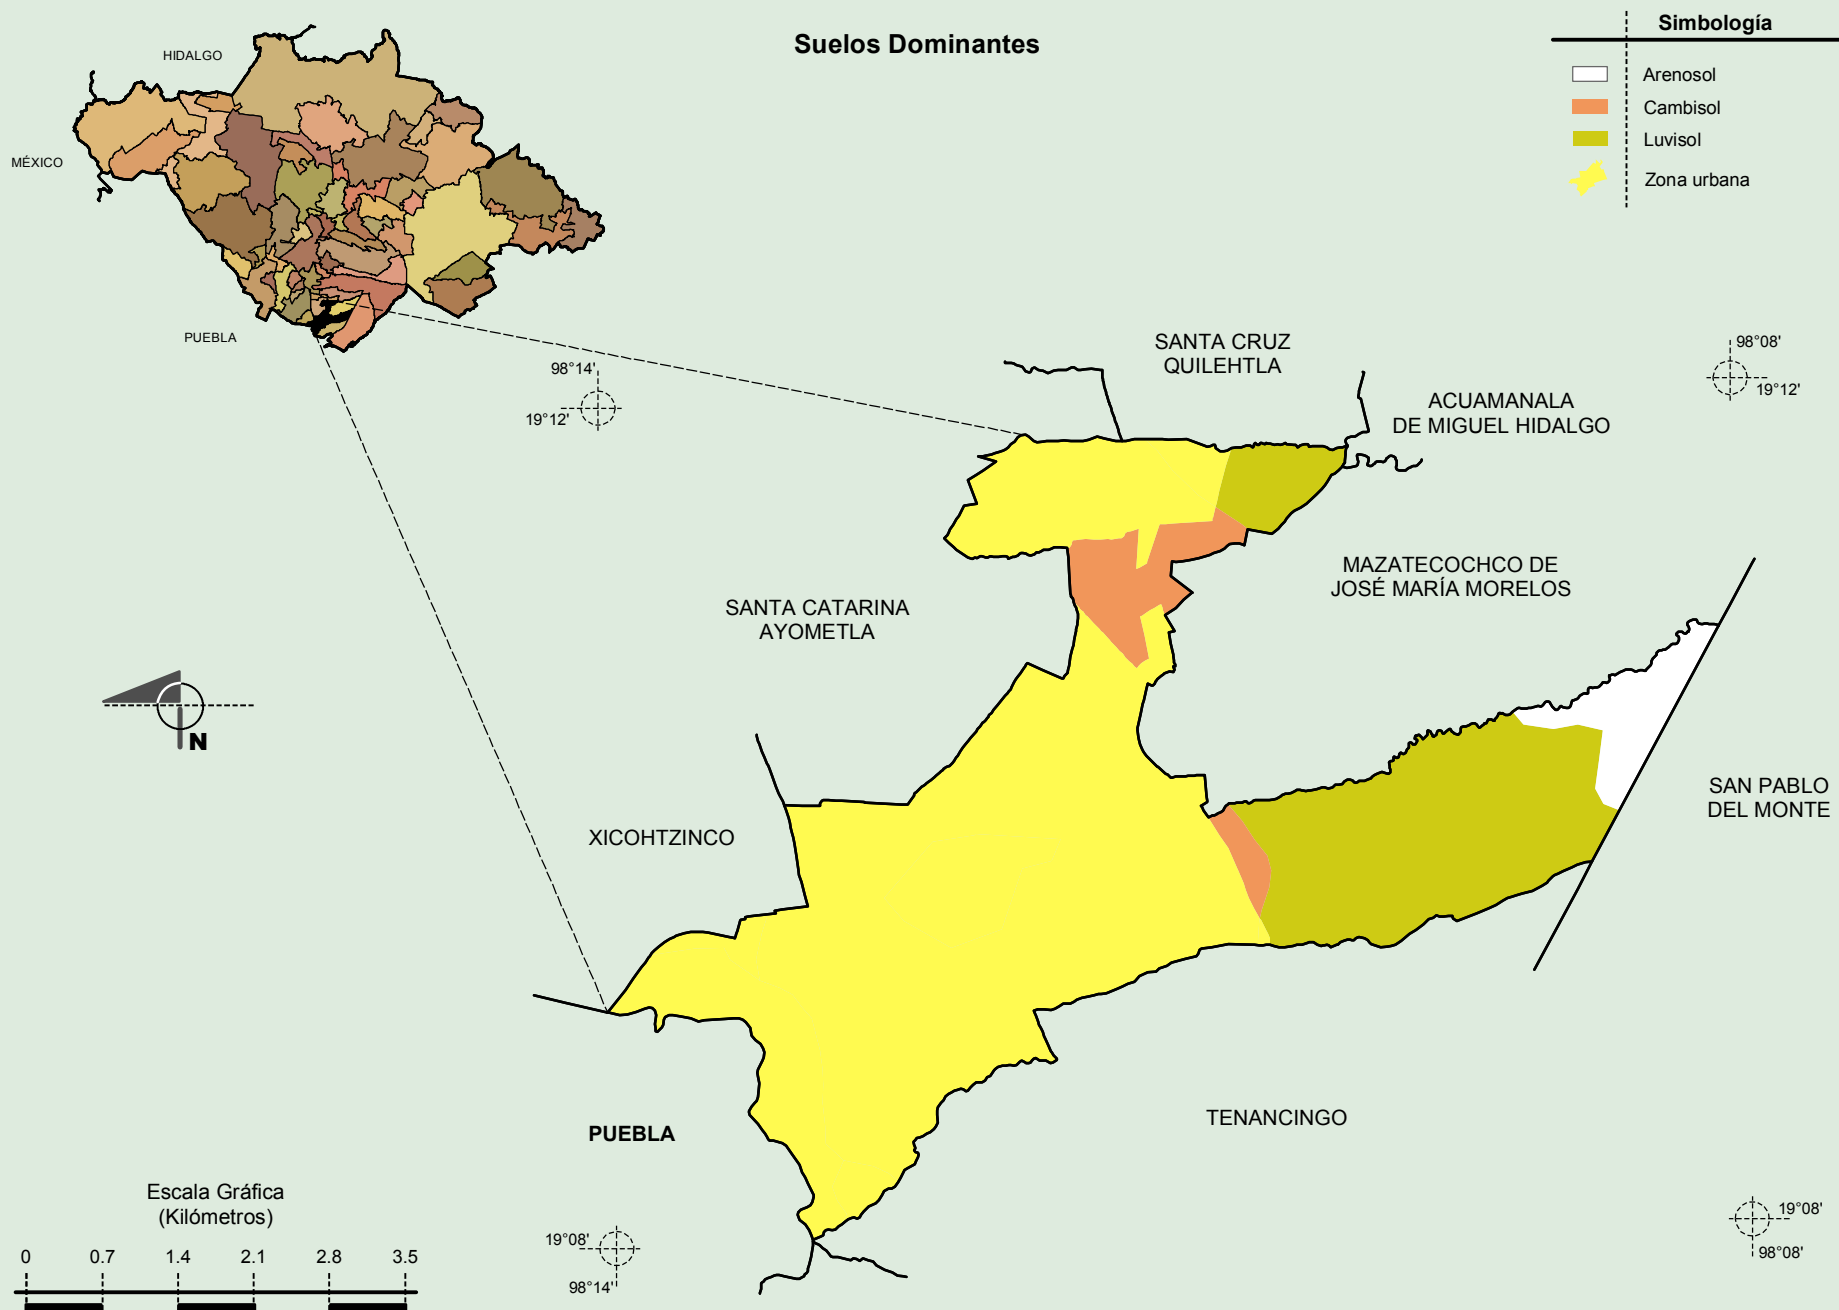 Suelos Dominantes
Simbología
Arenosol
Cambisol
Luvisol
Zona urbana
HIDALGO
MÉXICO
PUEBLA
98°14'
19°12'
98°08'
19°12'
SANTA CRUZ
QUILEHTLA
ACUAMANALA
DE MIGUEL HIDALGO
MAZATECOCHCO DE
JOSÉ MARÍA MORELOS
SANTA CATARINA
AYOMETLA
N
XICOHTZINCO
SAN PABLO
DEL MONTE
PUEBLA
TENANCINGO
Escala Gráfica
(Kilómetros)
0 0.7 1.4 2.1 2.8 3.5
19°08'
98°14'
19°08'
98°08'